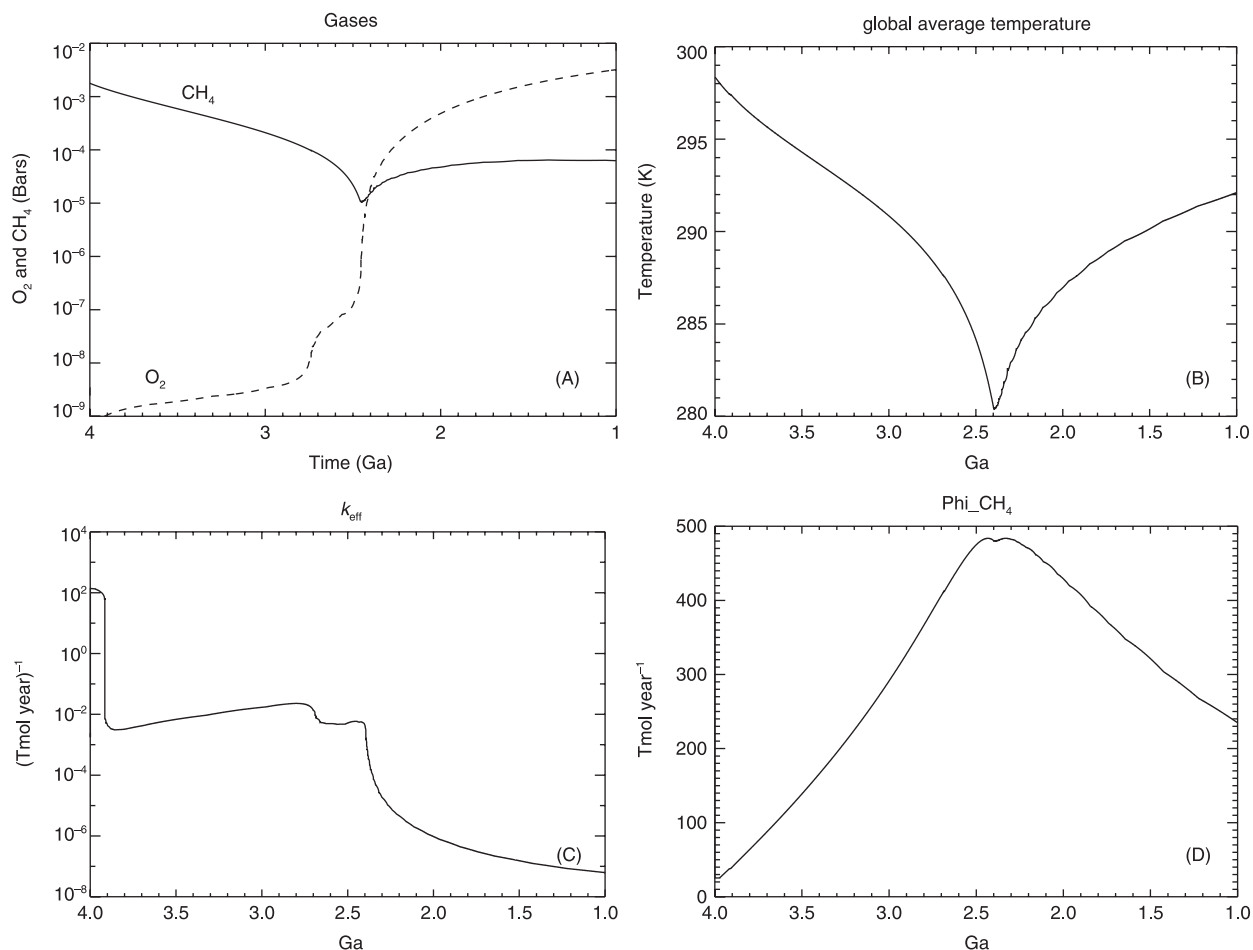 Gases
10⁻²
10⁻³
10⁻⁴
10⁻⁵
10⁻⁶
10⁻⁷
10⁻⁸
10⁻⁹
O₂ and CH₄ (Bars)
CH₄
O₂
(A)
4
3
2
1
Time (Ga)
global average temperature
300
295
290
285
280
Temperature (K)
(B)
4.0
3.5
3.0
2.5
2.0
1.5
1.0
Ga
k_eff
10⁴
10²
10⁰
10⁻²
10⁻⁴
10⁻⁶
10⁻⁸
(Tmol year)⁻¹
(C)
4.0
3.5
3.0
2.5
2.0
1.5
1.0
Ga
Phi_CH₄
500
400
300
200
100
0
Tmol year⁻¹
(D)
4.0
3.5
3.0
2.5
2.0
1.5
1.0
Ga